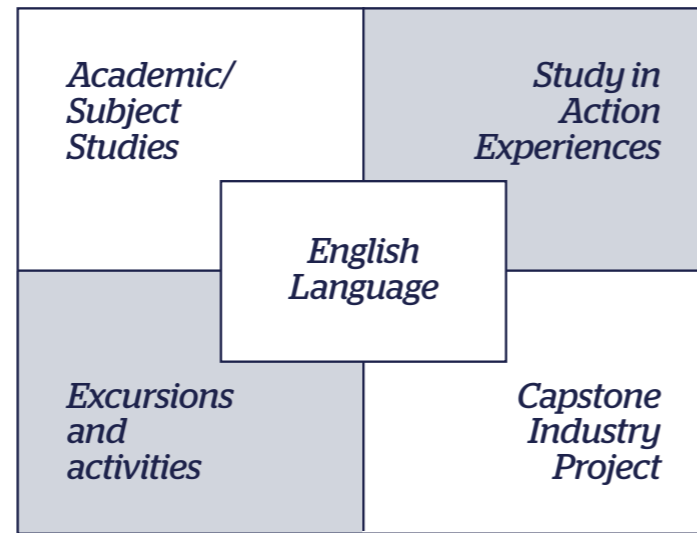 Academic/
Subject
Studies
Study in
Action
Experiences
English
Language
Excursions
and
activities
Capstone
Industry
Project